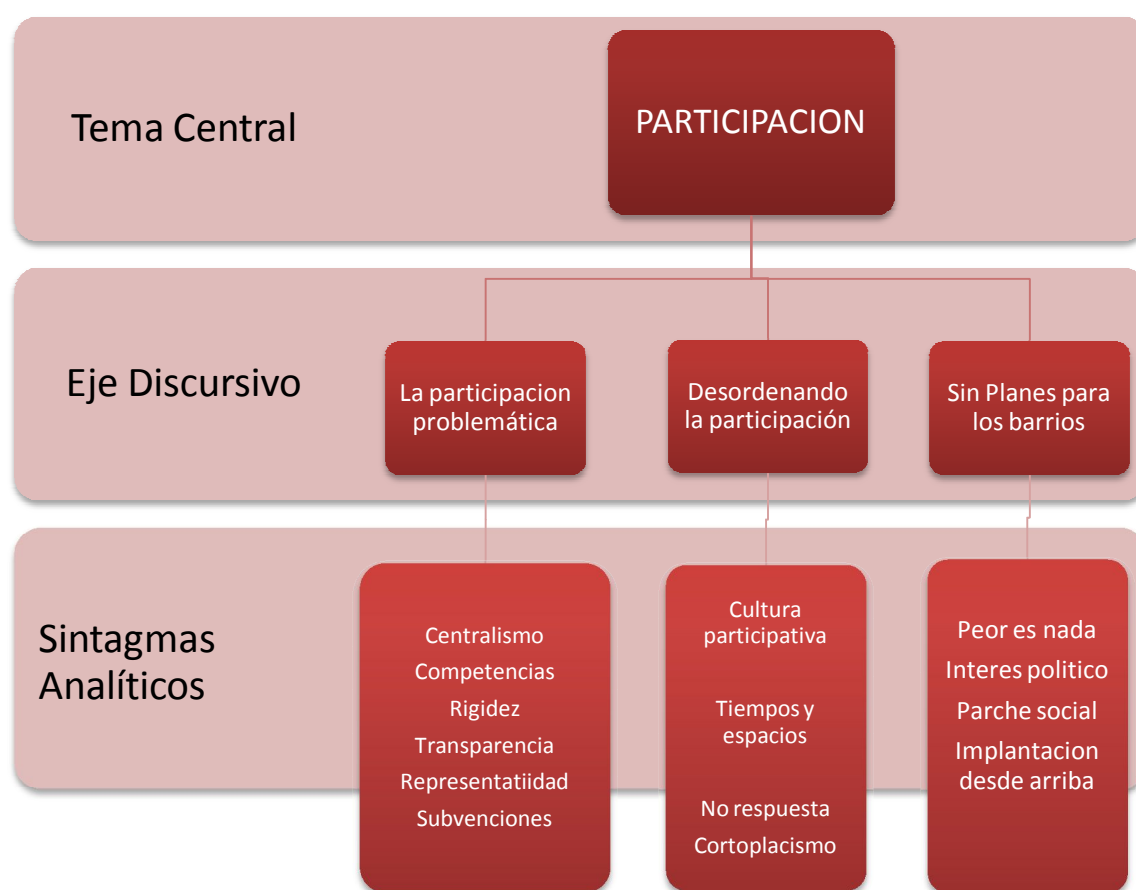 Tema Central
PARTICIPACION
Eje Discursivo
La participacion
problemática
Desordenando
la participación
Sin Planes para
los barrios
Sintagmas
Analíticos
Centralismo
Competencias
Rigidez
Transparencia
Representatiidad
Subvenciones
Cultura
participativa
Tiempos y
espacios
No respuesta
Cortoplacismo
Peor es nada
Interes politico
Parche social
Implantacion
desde arriba